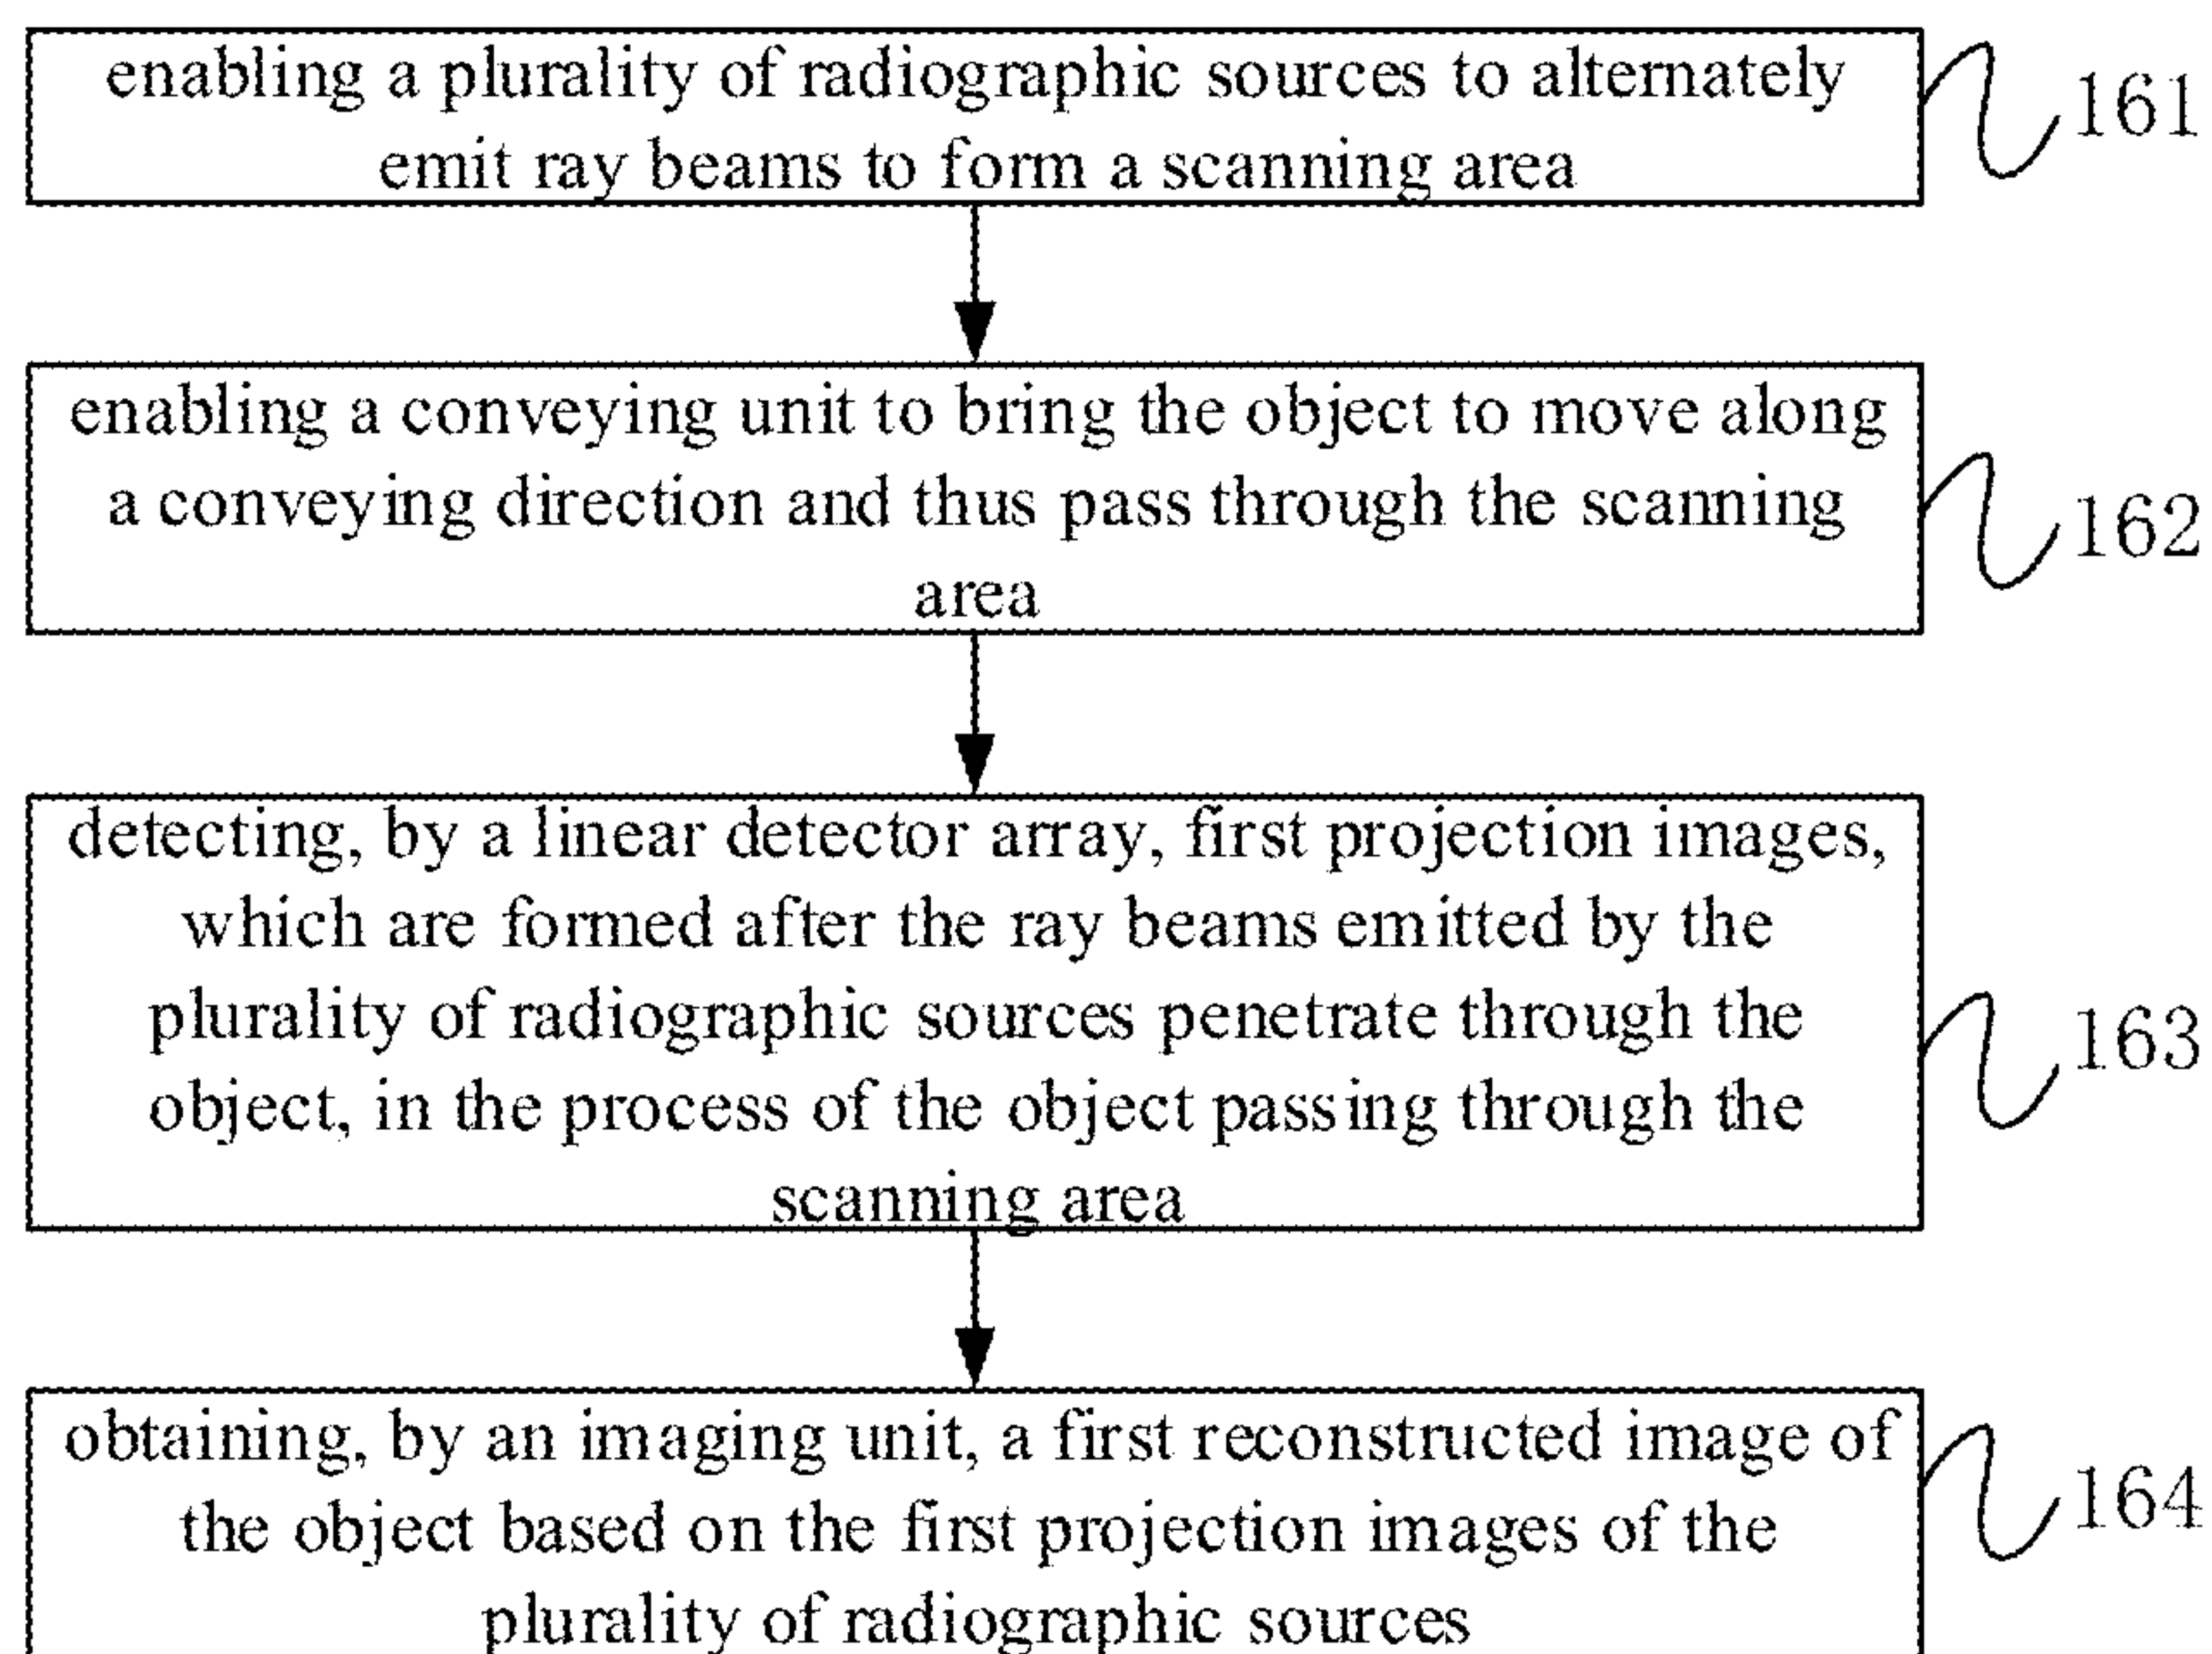 enabling a plurality of radiographic sources to alternately
emit ray beams to form a scanning area
161
enabling a conveying unit to bring the object to move along
a conveying direction and thus pass through the scanning
area
162
detecting, by a linear detector array, first projection images,
which are formed after the ray beams emitted by the
plurality of radiographic sources penetrate through the
object, in the process of the object passing through the
scanning area
163
obtaining, by an imaging unit, a first reconstructed image of
the object based on the first projection images of the
plurality of radiographic sources
164